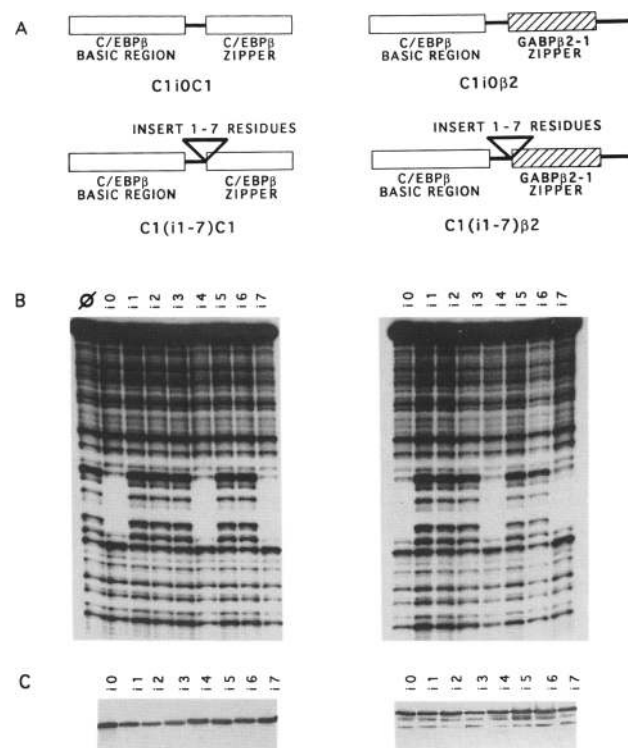 A
C/EBPβ
BASIC REGION
C/EBPβ
ZIPPER
C1i0C1
C/EBPβ
BASIC REGION
GABPβ2-1
ZIPPER
C1i0β2
INSERT 1-7 RESIDUES
C/EBPβ
BASIC REGION
C/EBPβ
ZIPPER
C1(i1-7)C1
INSERT 1-7 RESIDUES
C/EBPβ
BASIC REGION
GABPβ2-1
ZIPPER
C1(i1-7)β2
B
Ø i0 i1 i2 i3 i4 i5 i6 i7
i0 i1 i2 i3 i4 i5 i6 i7
C
i0 i1 i2 i3 i4 i5 i6 i7
i0 i1 i2 i3 i4 i5 i6 i7